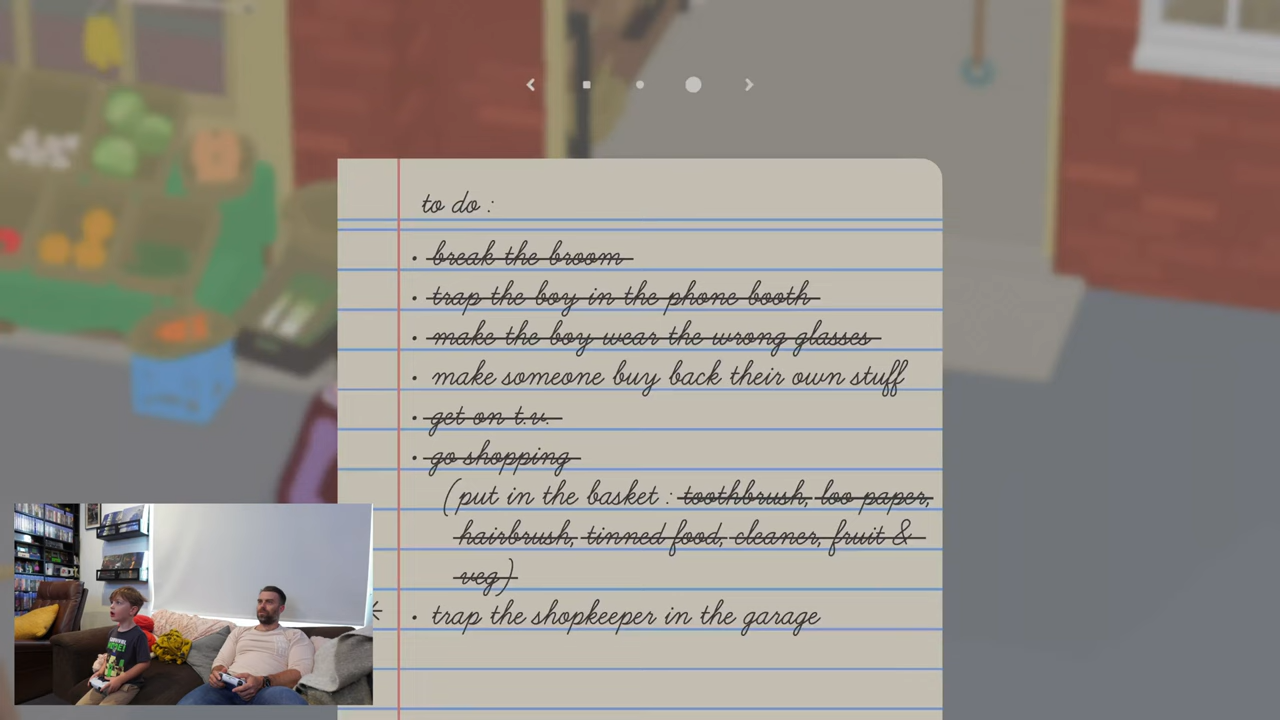 to do :
• break the broom
• trap the boy in the phone booth
• make the boy wear the wrong glasses
• make someone buy back their own stuff
• get on t.v.
• go shopping
(put in the basket : toothbrush, loo paper,
hairbrush, tinned food, cleaner, fruit &
veg)
• trap the shopkeeper in the garage